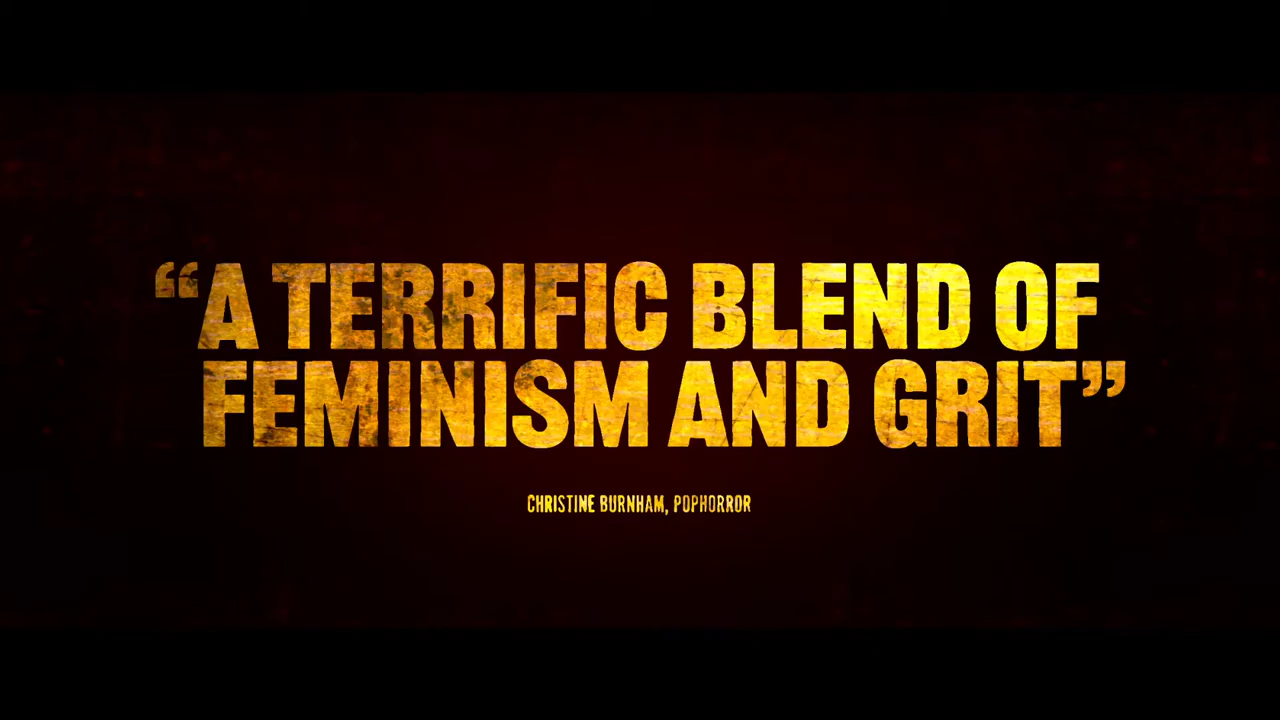 “A TERRIFIC BLEND OF
FEMINISM AND GRIT”
CHRISTINE BURNHAM, POPHORROR